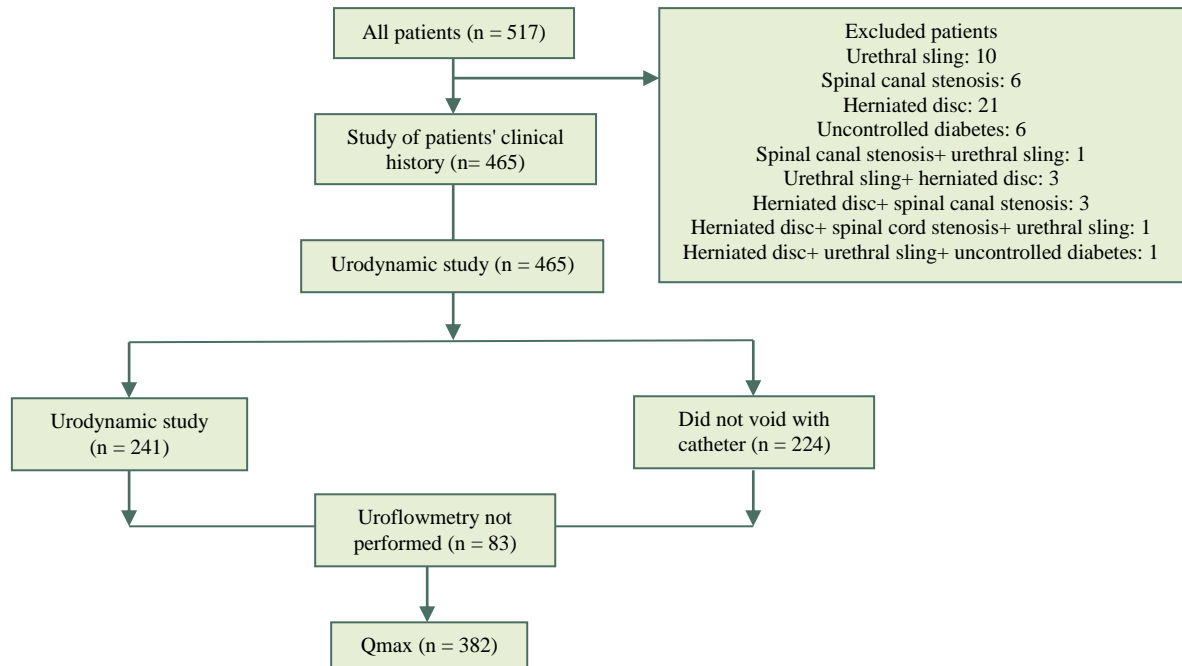 All patients (n = 517)
Excluded patients
Urethral sling: 10
Spinal canal stenosis: 6
Herniated disc: 21
Uncontrolled diabetes: 6
Spinal canal stenosis+ urethral sling: 1
Urethral sling+ herniated disc: 3
Herniated disc+ spinal canal stenosis: 3
Herniated disc+ spinal cord stenosis+ urethral sling: 1
Herniated disc+ urethral sling+ uncontrolled diabetes: 1
Study of patients' clinical
history (n= 465)
Urodynamic study (n = 465)
Urodynamic study
(n = 241)
Did not void with
catheter (n = 224)
Uroflowmetry not
performed (n = 83)
Qmax (n = 382)